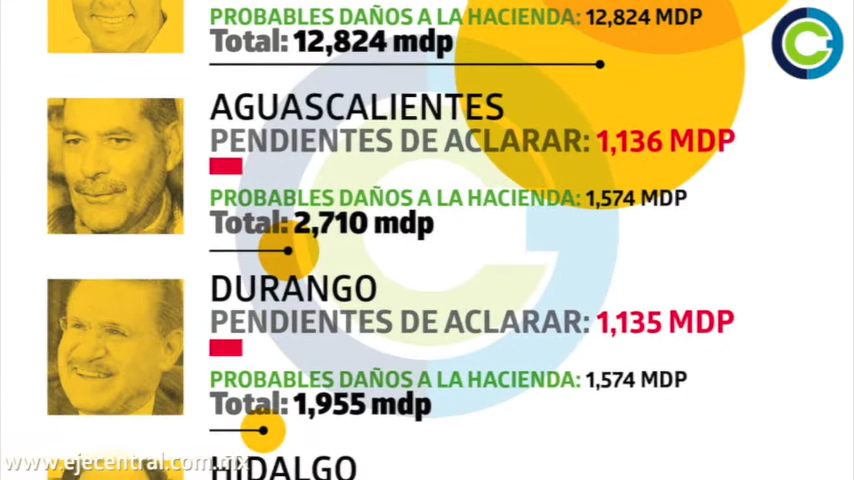 PROBABLES DAÑOS A LA HACIENDA: 12,824 MDP
Total: 12,824 mdp
AGUASCALIENTES
PENDIENTES DE ACLARAR: 1,136 MDP
PROBABLES DAÑOS A LA HACIENDA: 1,574 MDP
Total: 2,710 mdp
DURANGO
PENDIENTES DE ACLARAR: 1,135 MDP
PROBABLES DAÑOS A LA HACIENDA: 1,574 MDP
Total: 1,955 mdp
HIDALGO
www.ejecentral.com.mx